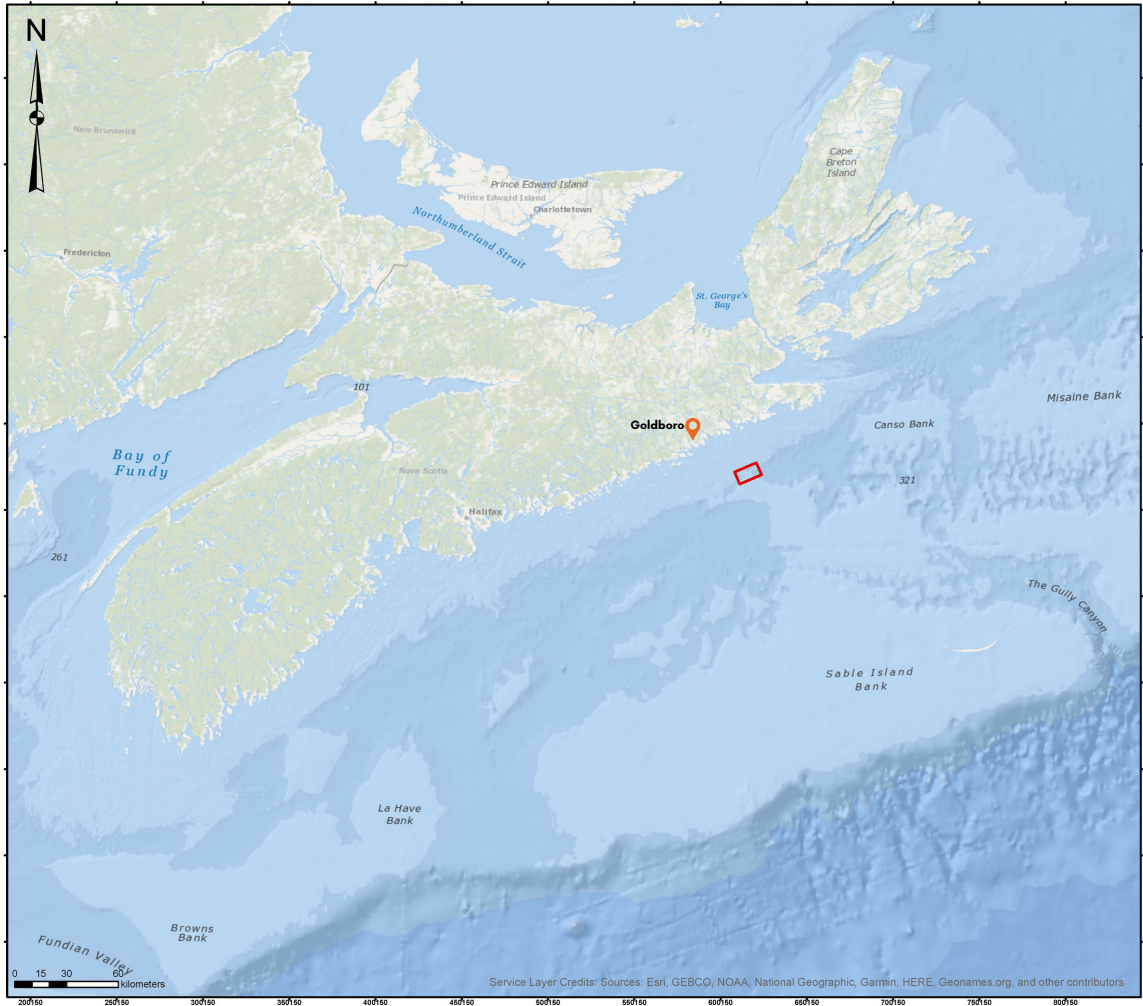 N
New Brunswick
Cape
Breton
Island
Prince Edward Island
Prince Edward Island
Charlottetown
Northumberland Strait
Fredericton
St. George's
Bay
101
Misaine Bank
Goldboro
Canso Bank
Bay of
Fundy
Nova Scotia
321
Halifax
261
The Gully Canyon
Sable Island
Bank
La Have
Bank
Browns
Bank
Fundian Valley
0 15 30 60
kilometers
Service Layer Credits: Sources: Esri, GEBCO, NOAA, National Geographic, Garmin, HERE, Geonames.org, and other contributors